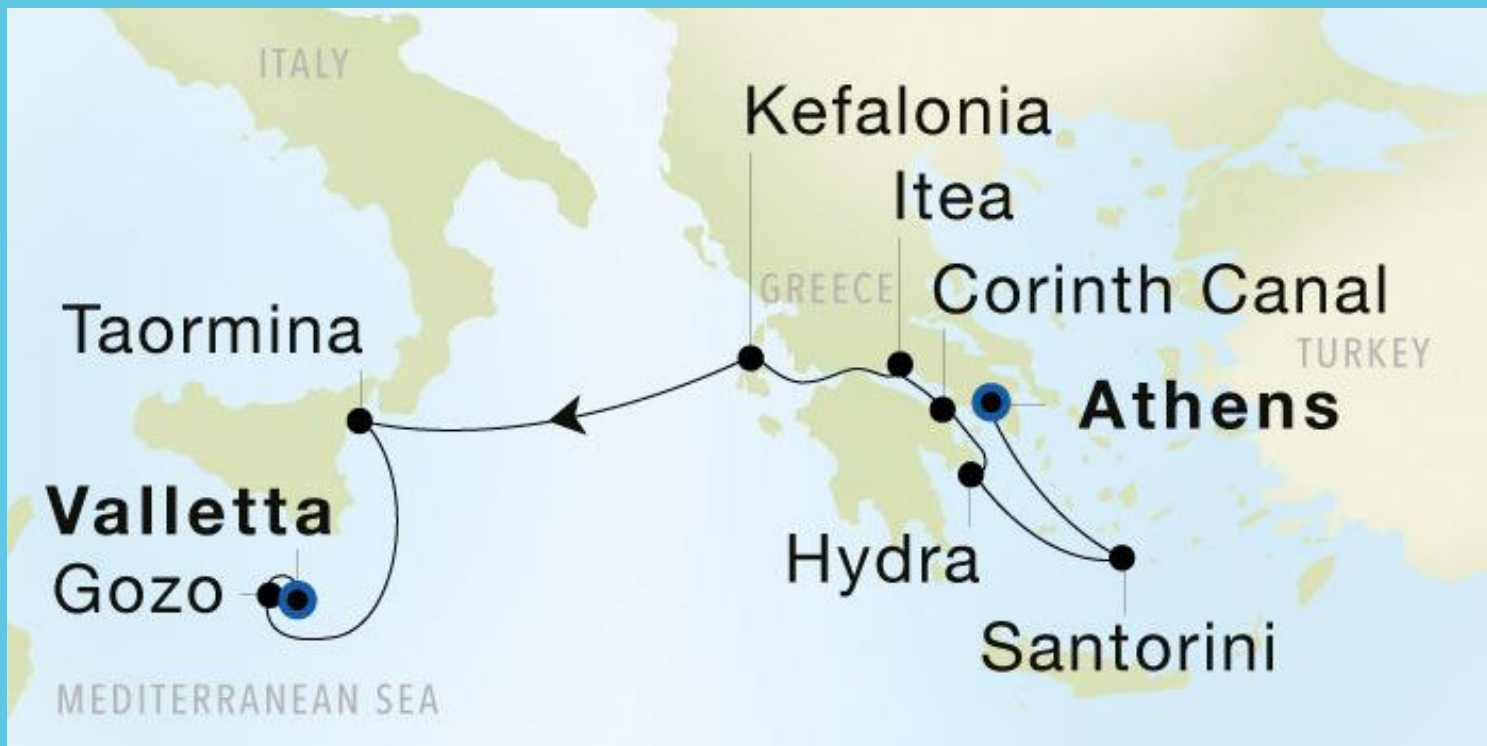 ITALY
Kefalonia
Itea
GREECE
Corinth Canal
Taormina
TURKEY
Athens
Valletta
Hydra
Gozo
Santorini
MEDITERRANEAN SEA